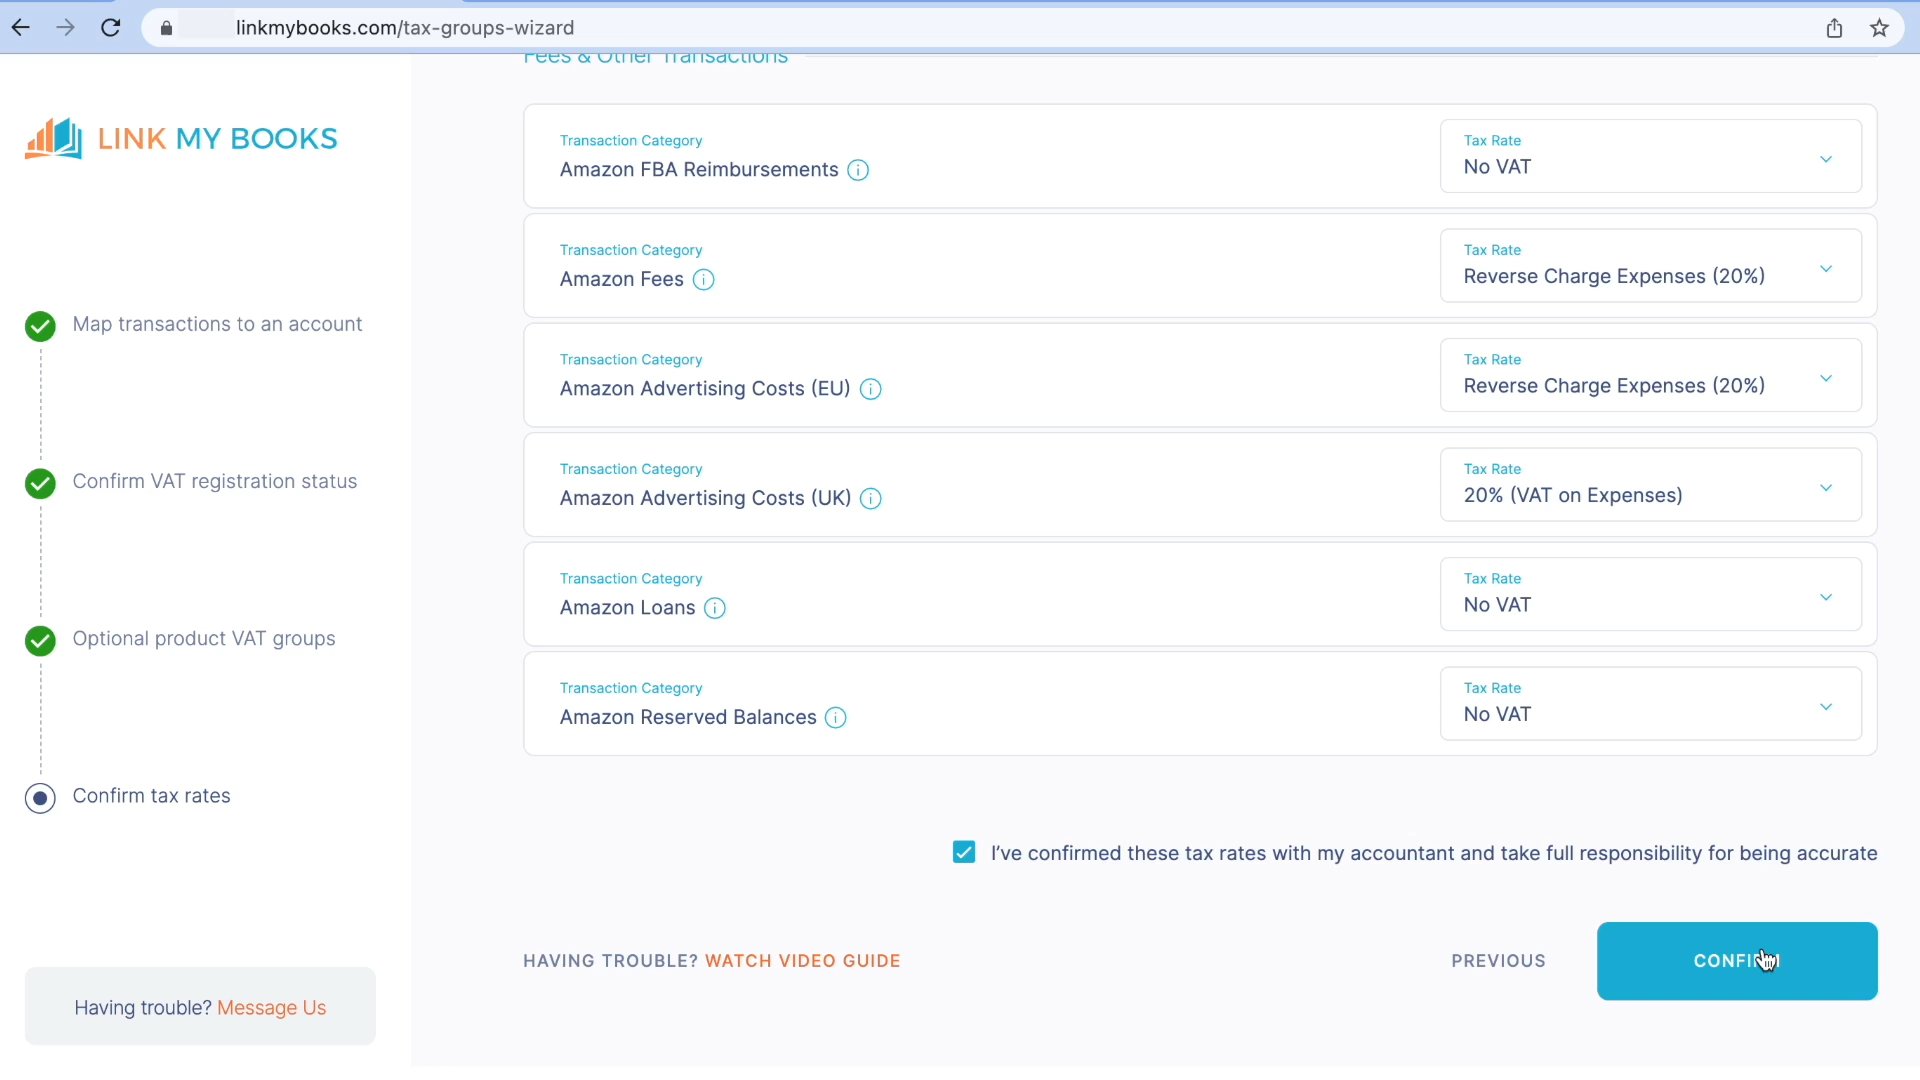 linkmybooks.com/tax-groups-wizard
Fees & Other Transactions
LINK MY BOOKS
Map transactions to an account
Confirm VAT registration status
Optional product VAT groups
Confirm tax rates
Having trouble? Message Us
Transaction Category
Amazon FBA Reimbursements
Tax Rate
No VAT
Transaction Category
Amazon Fees
Tax Rate
Reverse Charge Expenses (20%)
Transaction Category
Amazon Advertising Costs (EU)
Tax Rate
Reverse Charge Expenses (20%)
Transaction Category
Amazon Advertising Costs (UK)
Tax Rate
20% (VAT on Expenses)
Transaction Category
Amazon Loans
Tax Rate
No VAT
Transaction Category
Amazon Reserved Balances
Tax Rate
No VAT
I've confirmed these tax rates with my accountant and take full responsibility for being accurate
HAVING TROUBLE? WATCH VIDEO GUIDE
PREVIOUS
CONFIRM